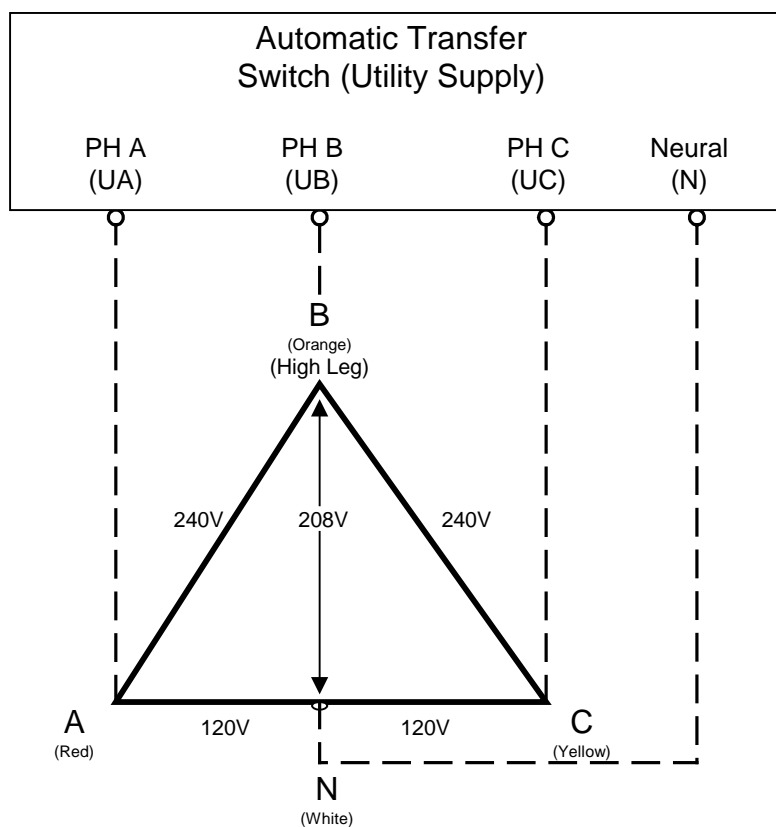 Automatic Transfer
Switch (Utility Supply)
PH A
(UA)
PH B
(UB)
PH C
(UC)
Neural
(N)
B
(Orange)
(High Leg)
240V
208V
240V
A
(Red)
120V
120V
C
(Yellow)
N
(White)